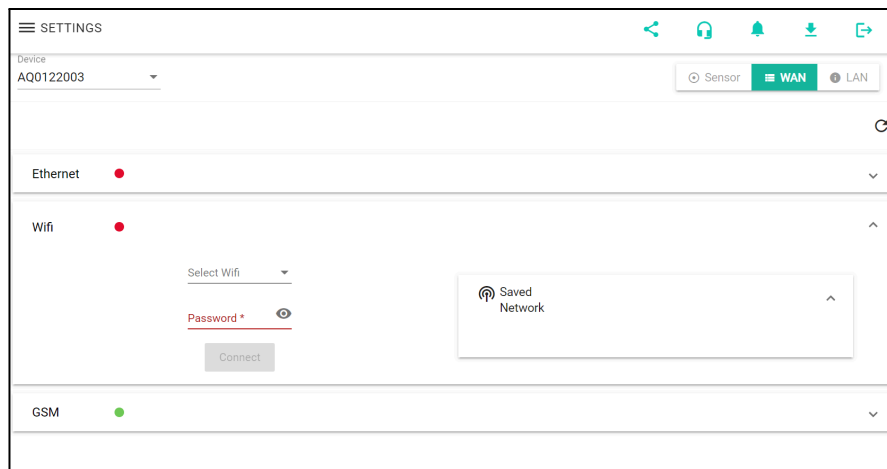 SETTINGS
Device
AQ0122003
Sensor
WAN
LAN
Ethernet
Wifi
Select Wifi
Password *
Connect
Saved
Network
GSM